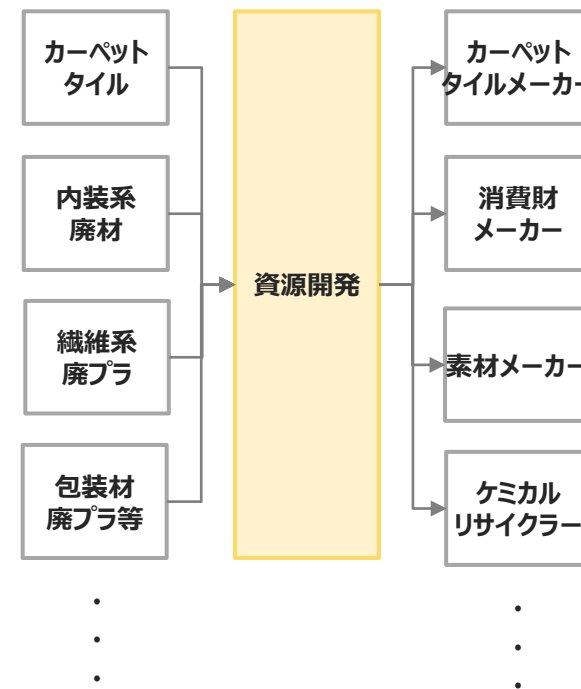 カーペット
タイル
内装系
廃材
繊維系
廃プラ
包装材
廃プラ等
・
・
・
資源開発
カーペット
タイルメーカー
消費財
メーカー
素材メーカー
ケミカル
リサイクラー
・
・
・